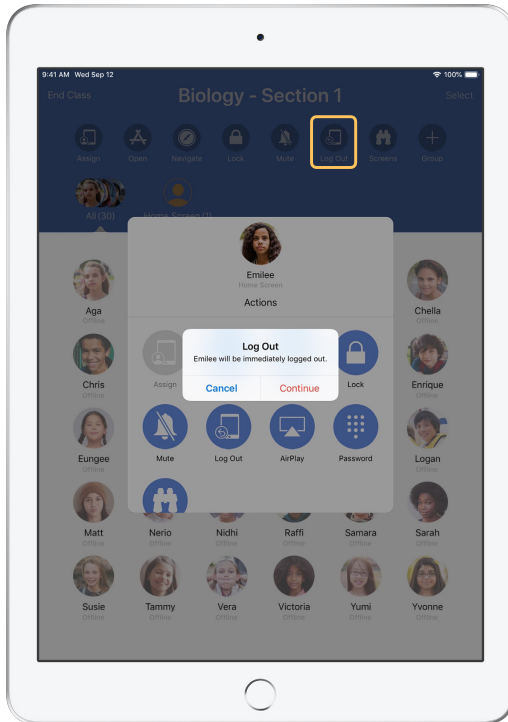 9:41 AM Wed Sep 12
100%
End Class
Biology - Section 1
Select
Assign
Open
Navigate
Lock
Mute
Log Out
Screens
Group
All (30)
Home Screen (1)
Emilee
Home Screen
Actions
Aga
Offline
Chella
Offline
Log Out
Emilee will be immediately logged out.
Cancel
Continue
Assign
Lock
Chris
Offline
Enrique
Offline
Mute
Log Out
AirPlay
Password
Eungee
Offline
Logan
Offline
Matt
Offline
Nerio
Offline
Nidhi
Offline
Raffi
Offline
Samara
Offline
Sarah
Offline
Susie
Offline
Tammy
Offline
Vera
Offline
Victoria
Offline
Yumi
Offline
Yvonne
Offline